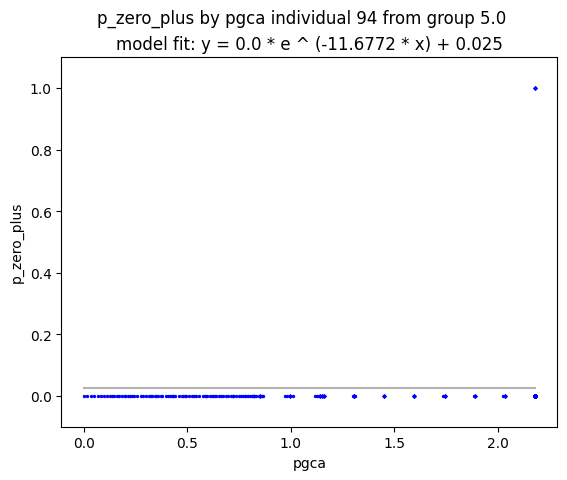 p_zero_plus by pgca individual 94 from group 5.0
model fit: y = 0.0 * e ^ (-11.6772 * x) + 0.025
1.0
0.8
0.6
0.4
0.2
0.0
p_zero_plus
0.0 0.5 1.0 1.5 2.0
pgca